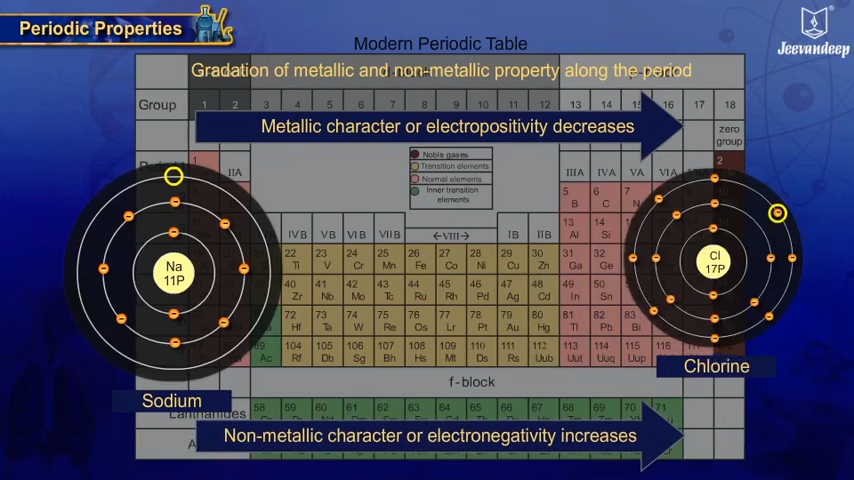 Periodic Properties
Jeevandeep
Modern Periodic Table
Gradation of metallic and non-metallic property along the period
Group 1 2 3 4 5 6 7 8 9 10 11 12 13 14 15 16 17 18
Metallic character or electropositivity decreases
zero
group
Noble gases
Transition elements
Normal elements
Inner transition
elements
IIA IIIA IVA VA VIA
2
5 6 7
B C N
IVB VB VIB VIIB VIII IB IIB
13 14
Al Si
22 23 24 25 26 27 28 29 30 31 32
Ti V Cr Mn Fe Co Ni Cu Zn Ga Ge
40 41 42 43 44 45 46 47 48 49 50
Zr Nb Mo Tc Ru Rh Pd Ag Cd In Sn
72 73 74 75 76 77 78 79 80 81 82 83
Hf Ta W Re Os Ir Pt Au Hg Tl Pb Bi
89 104 105 106 107 108 109 110 111 112 113 114 115 116
Ac Rf Db Sg Bh Hs Mt Ds Rg Uub Uut Uuq Uup
Na
11P
Cl
17P
Sodium
Chlorine
f-block
Lanthanides
58 59 60 61 62 63 64 65 66 67 68 69 70 71
Non-metallic character or electronegativity increases